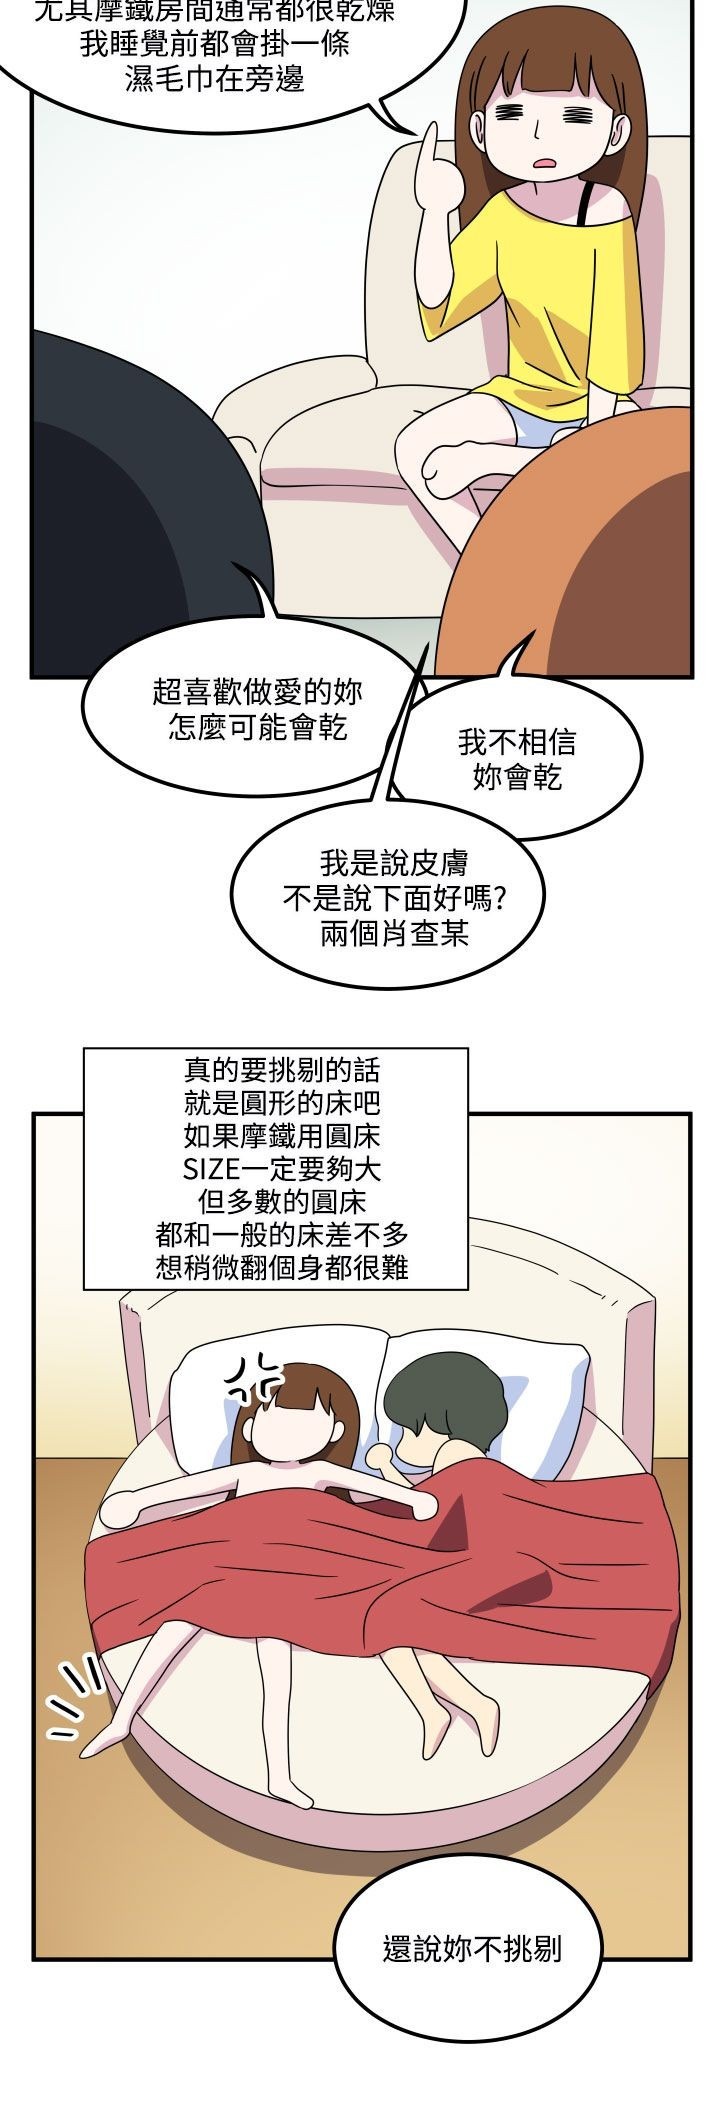 尤其摩鐵房間通常都很乾燥
我睡覺前都會掛一條
濕毛巾在旁邊
超喜歡做愛的妳
怎麼可能會乾
我不相信
妳會乾
我是說皮膚
不是說下面好嗎?
兩個肖查某
真的要挑剔的話
就是圓形的床吧
如果摩鐵用圓床
SIZE一定要夠大
但多數的圓床
都和一般的床差不多
想稍微翻個身都很難
還說妳不挑剔